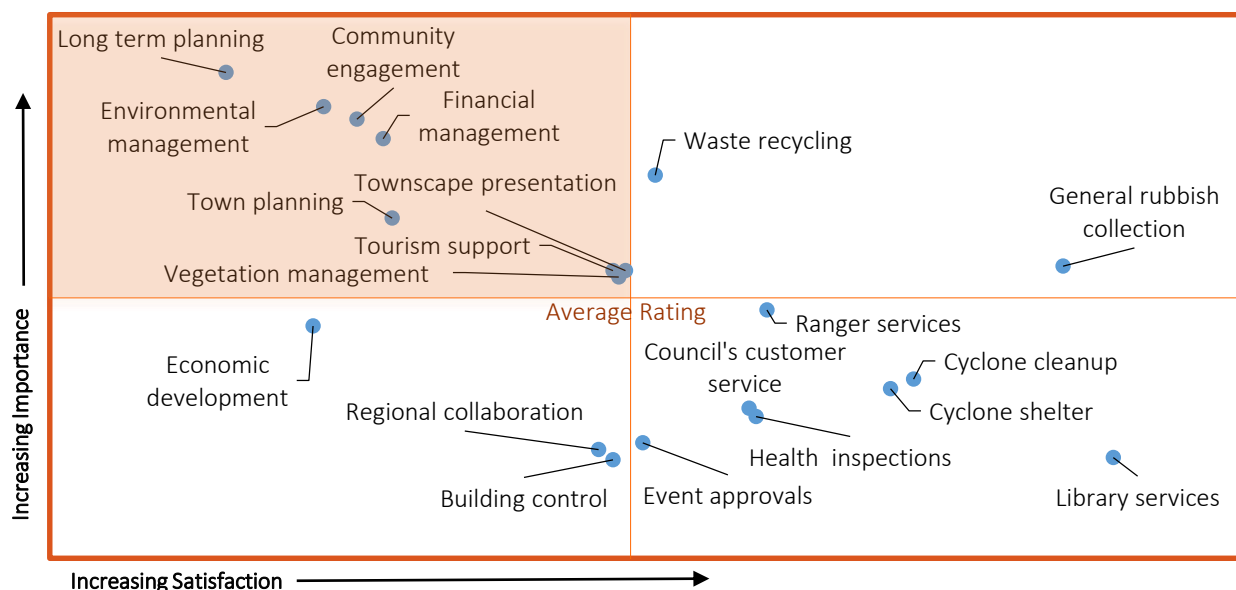 Long term planning
Community
engagement
Environmental
management
Financial
management
Waste recycling
Townscape presentation
Town planning
General rubbish
collection
Tourism support
Vegetation management
Average Rating
Ranger services
Council's customer
service
Economic
development
Cyclone cleanup
Cyclone shelter
Regional collaboration
Health inspections
Building control
Event approvals
Library services
Increasing Importance
Increasing Satisfaction